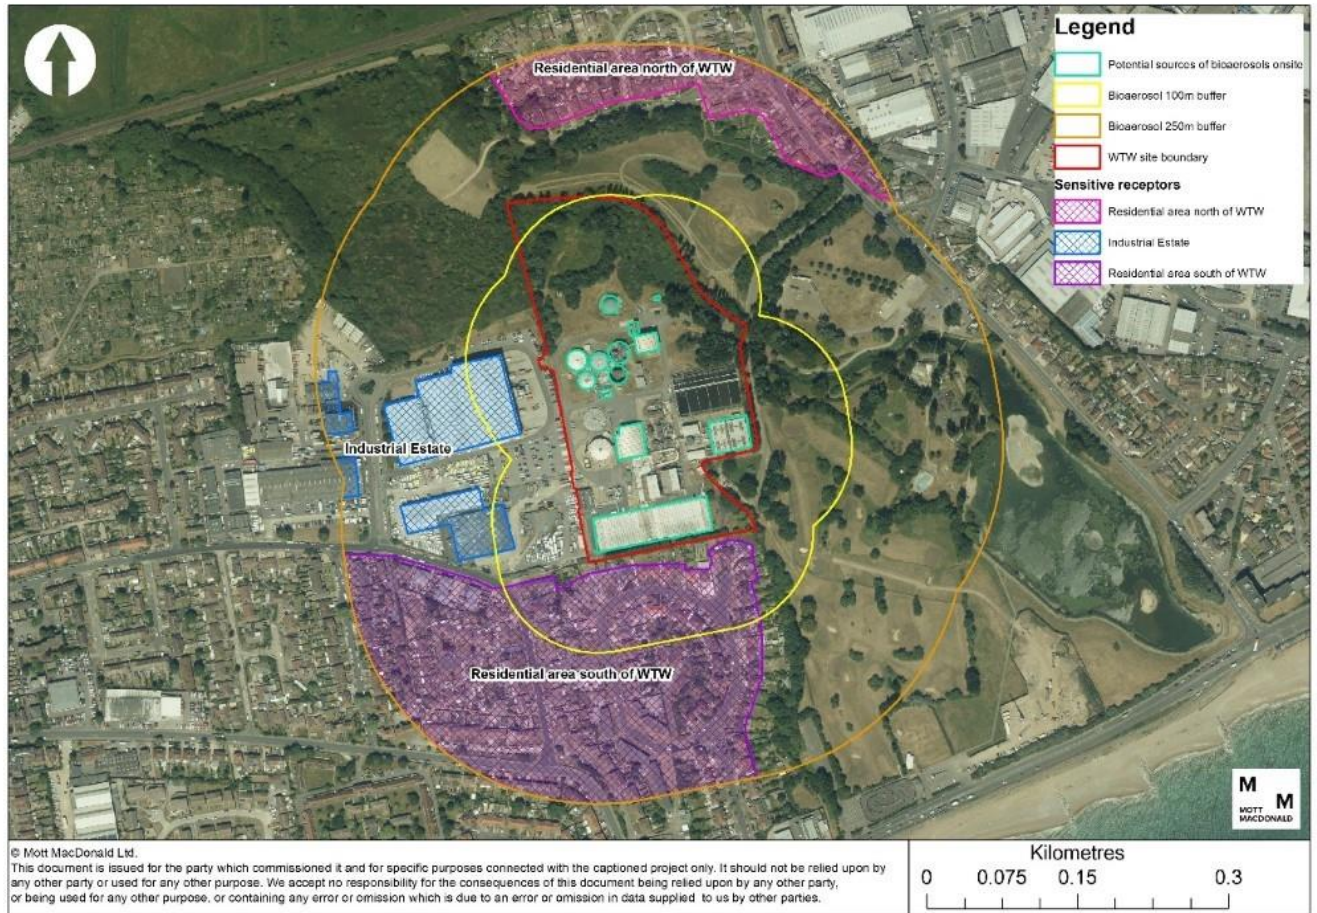 Residential area north of WTW
Legend
Potential sources of bioaerosols onsite
Bioaerosol 100m buffer
Bioaerosol 250m buffer
WTW site boundary
Sensitive receptors
Residential area north of WTW
Industrial Estate
Residential area south of WTW
Industrial Estate
Residential area south of WTW
M
M
MOTT
MACDONALD
© Mott MacDonald Ltd.
This document is issued for the party which commissioned it and for specific purposes connected with the captioned project only. It should not be relied upon by
any other party or used for any other purpose. We accept no responsibility for the consequences of this document being relied upon by any other party,
or being used for any other purpose, or containing any error or omission which is due to an error or omission in data supplied to us by other parties.
Kilometres
0 0.075 0.15 0.3